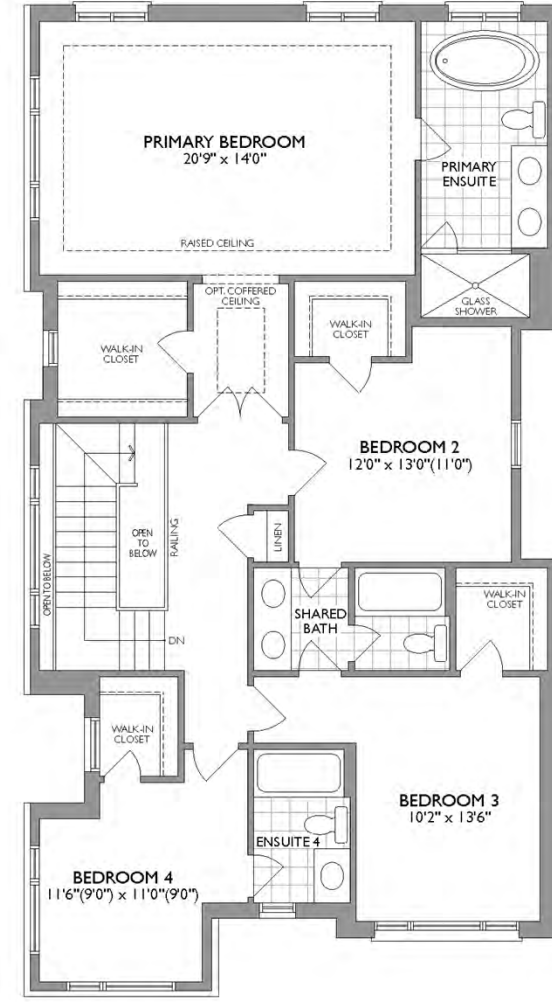 PRIMARY BEDROOM
20'9" x 14'0"
RAISED CEILING
PRIMARY
ENSUITE
GLASS
SHOWER
OPT. COFFERED
CEILING
WALK-IN
CLOSET
WALK-IN
CLOSET
BEDROOM 2
12'0" x 13'0"(11'0")
LINEN
OPEN
TO
BELOW
RAILING
OPEN TO BELOW
DN
SHARED
BATH
WALK-IN
CLOSET
WALK-IN
CLOSET
BEDROOM 3
10'2" x 13'6"
ENSUITE 4
BEDROOM 4
11'6"(9'0") x 11'0"(9'0")